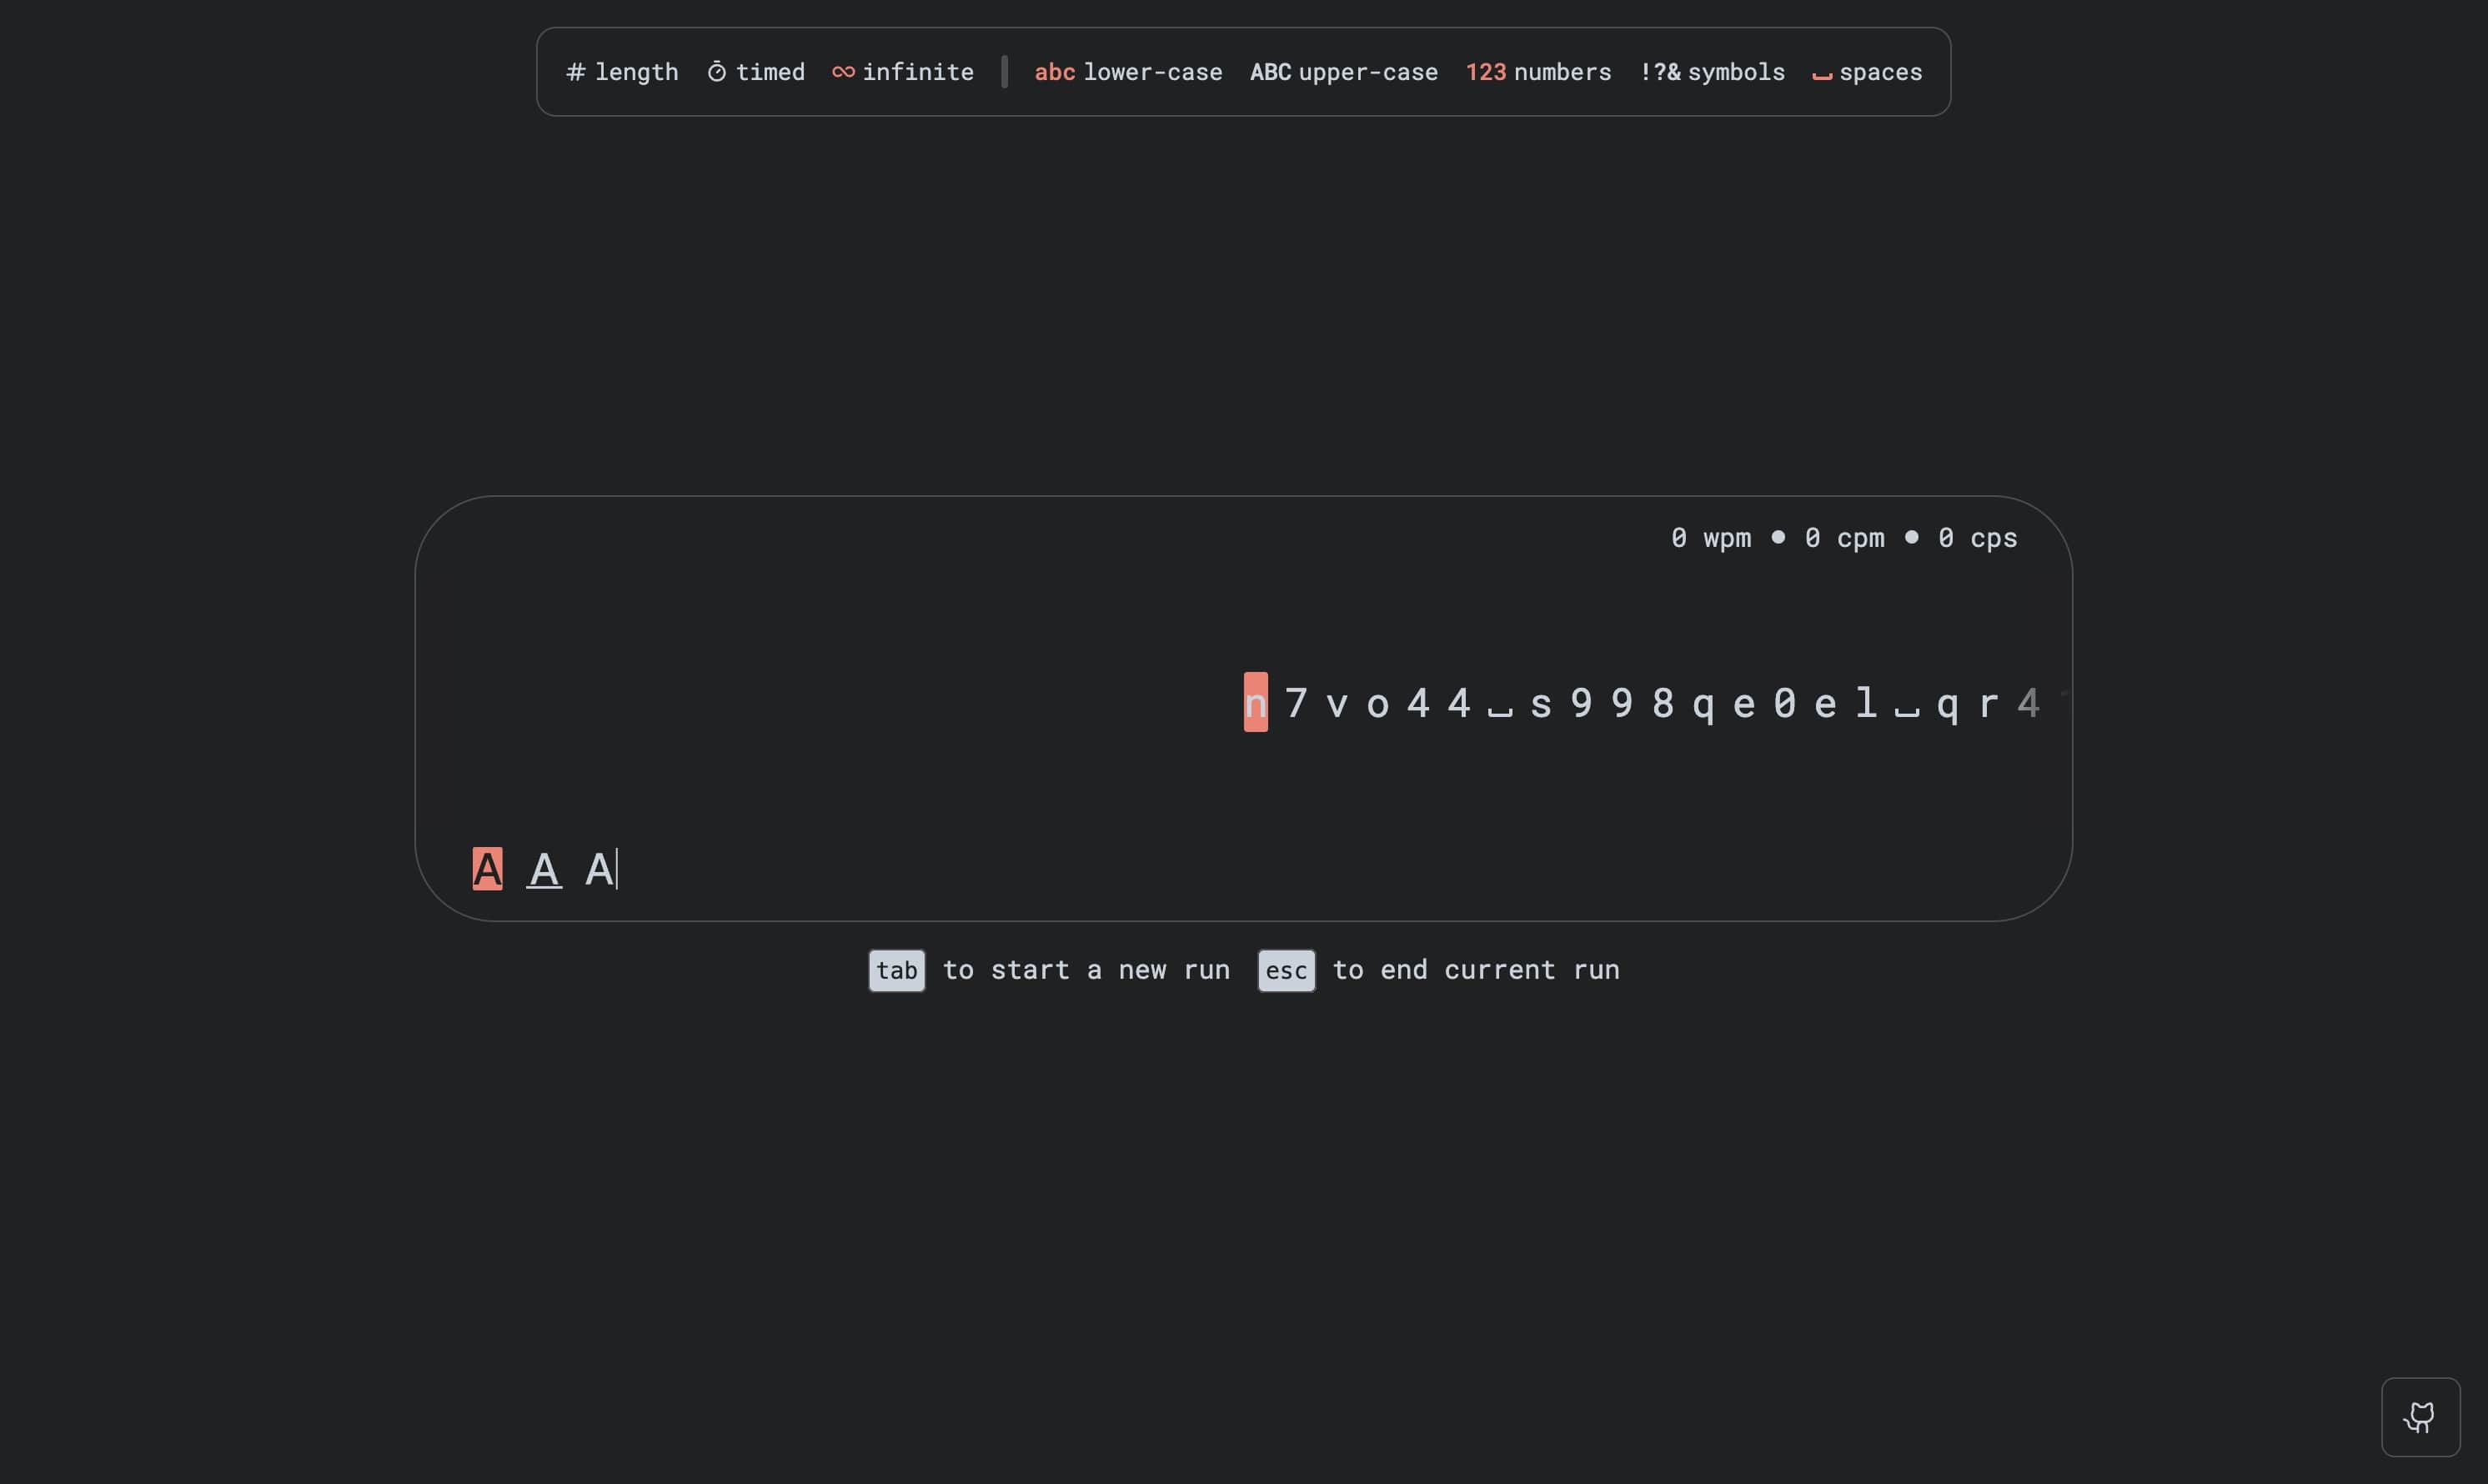 # length timed ∞ infinite abc lower-case ABC upper-case 123 numbers !?& symbols ⎵ spaces
0 wpm • 0 cpm • 0 cps
n 7 v o 4 4 ⎵ s 9 9 8 q e 0 e l ⎵ q r 4
A A A
tab to start a new run esc to end current run